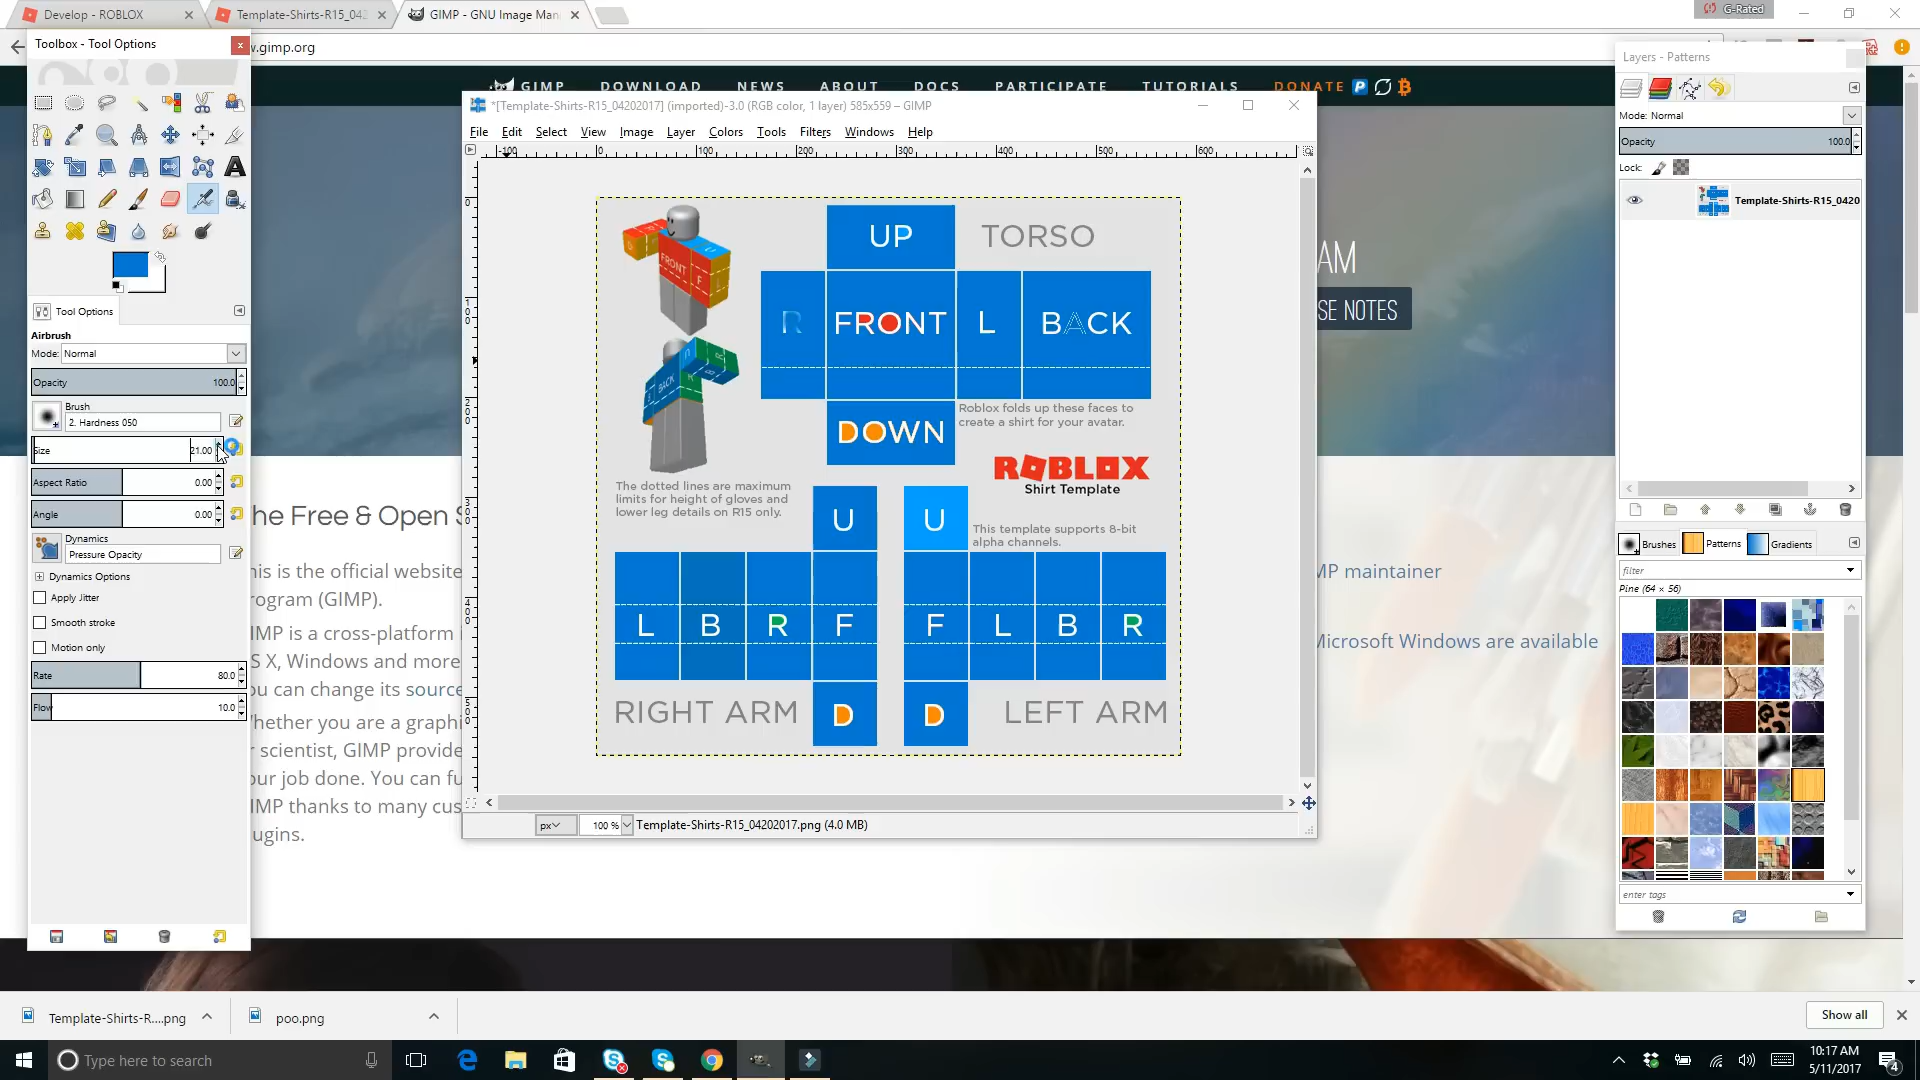 Develop - ROBLOX
Template-Shirts-R15_042
GIMP - GNU Image Man
G-Rated
w.gimp.org
GIMP DOWNLOAD NEWS ABOUT DOCS PARTICIPATE TUTORIALS DONATE
Toolbox - Tool Options
Tool Options
Airbrush
Mode: Normal
Opacity 100.0
Brush
2. Hardness 050
Size 21.00
Aspect Ratio 0.00
Angle 0.00
Dynamics
Pressure Opacity
Dynamics Options
Apply Jitter
Smooth stroke
Motion only
Rate 80.0
Flow 10.0
*[Template-Shirts-R15_04202017] (imported)-3.0 (RGB color, 1 layer) 585x559 – GIMP
File Edit Select View Image Layer Colors Tools Filters Windows Help
-100 0 100 200 300 400 500 600
UP TORSO
R FRONT L BACK
DOWN
Roblox folds up these faces to
create a shirt for your avatar.
ROBLOX
Shirt Template
The dotted lines are maximum
limits for height of gloves and
lower leg details on R15 only.
U U
This template supports 8-bit
alpha channels.
L B R F F L B R
RIGHT ARM D D LEFT ARM
px 100 % Template-Shirts-R15_04202017.png (4.0 MB)
AM
SE NOTES
he Free & Open S
his is the official website
rogram (GIMP).
IMP is a cross-platform i
S X, Windows and more
ou can change its source
hether you are a graphi
r scientist, GIMP provide
our job done. You can fu
IMP thanks to many cus
ugins.
MP maintainer
Microsoft Windows are available
Layers - Patterns
Mode: Normal
Opacity 100.0
Lock:
Template-Shirts-R15_0420
Brushes Patterns Gradients
filter
Pine (64 × 56)
enter tags
Template-Shirts-R....png
poo.png
Show all
Type here to search
10:17 AM
5/11/2017
4